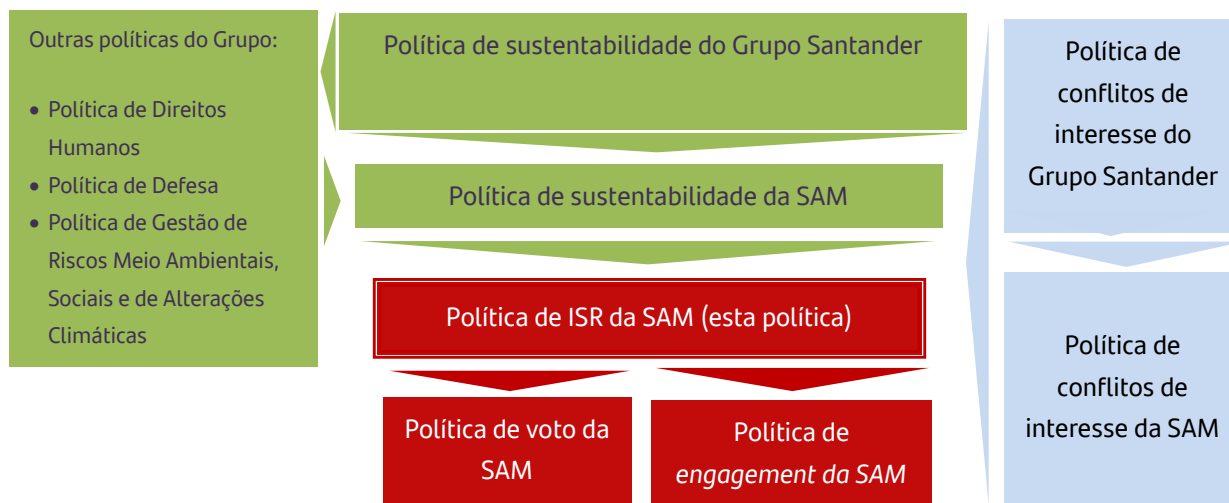 Outras políticas do Grupo:
• Política de Direitos
Humanos
• Política de Defesa
• Política de Gestão de
Riscos Meio Ambientais,
Sociais e de Alterações
Climáticas
Política de sustentabilidade do Grupo Santander
Política de sustentabilidade da SAM
Política de ISR da SAM (esta política)
Política de voto da
SAM
Política de
engagement da SAM
Política de
conflitos de
interesse do
Grupo Santander
Política de
conflitos de
interesse da SAM